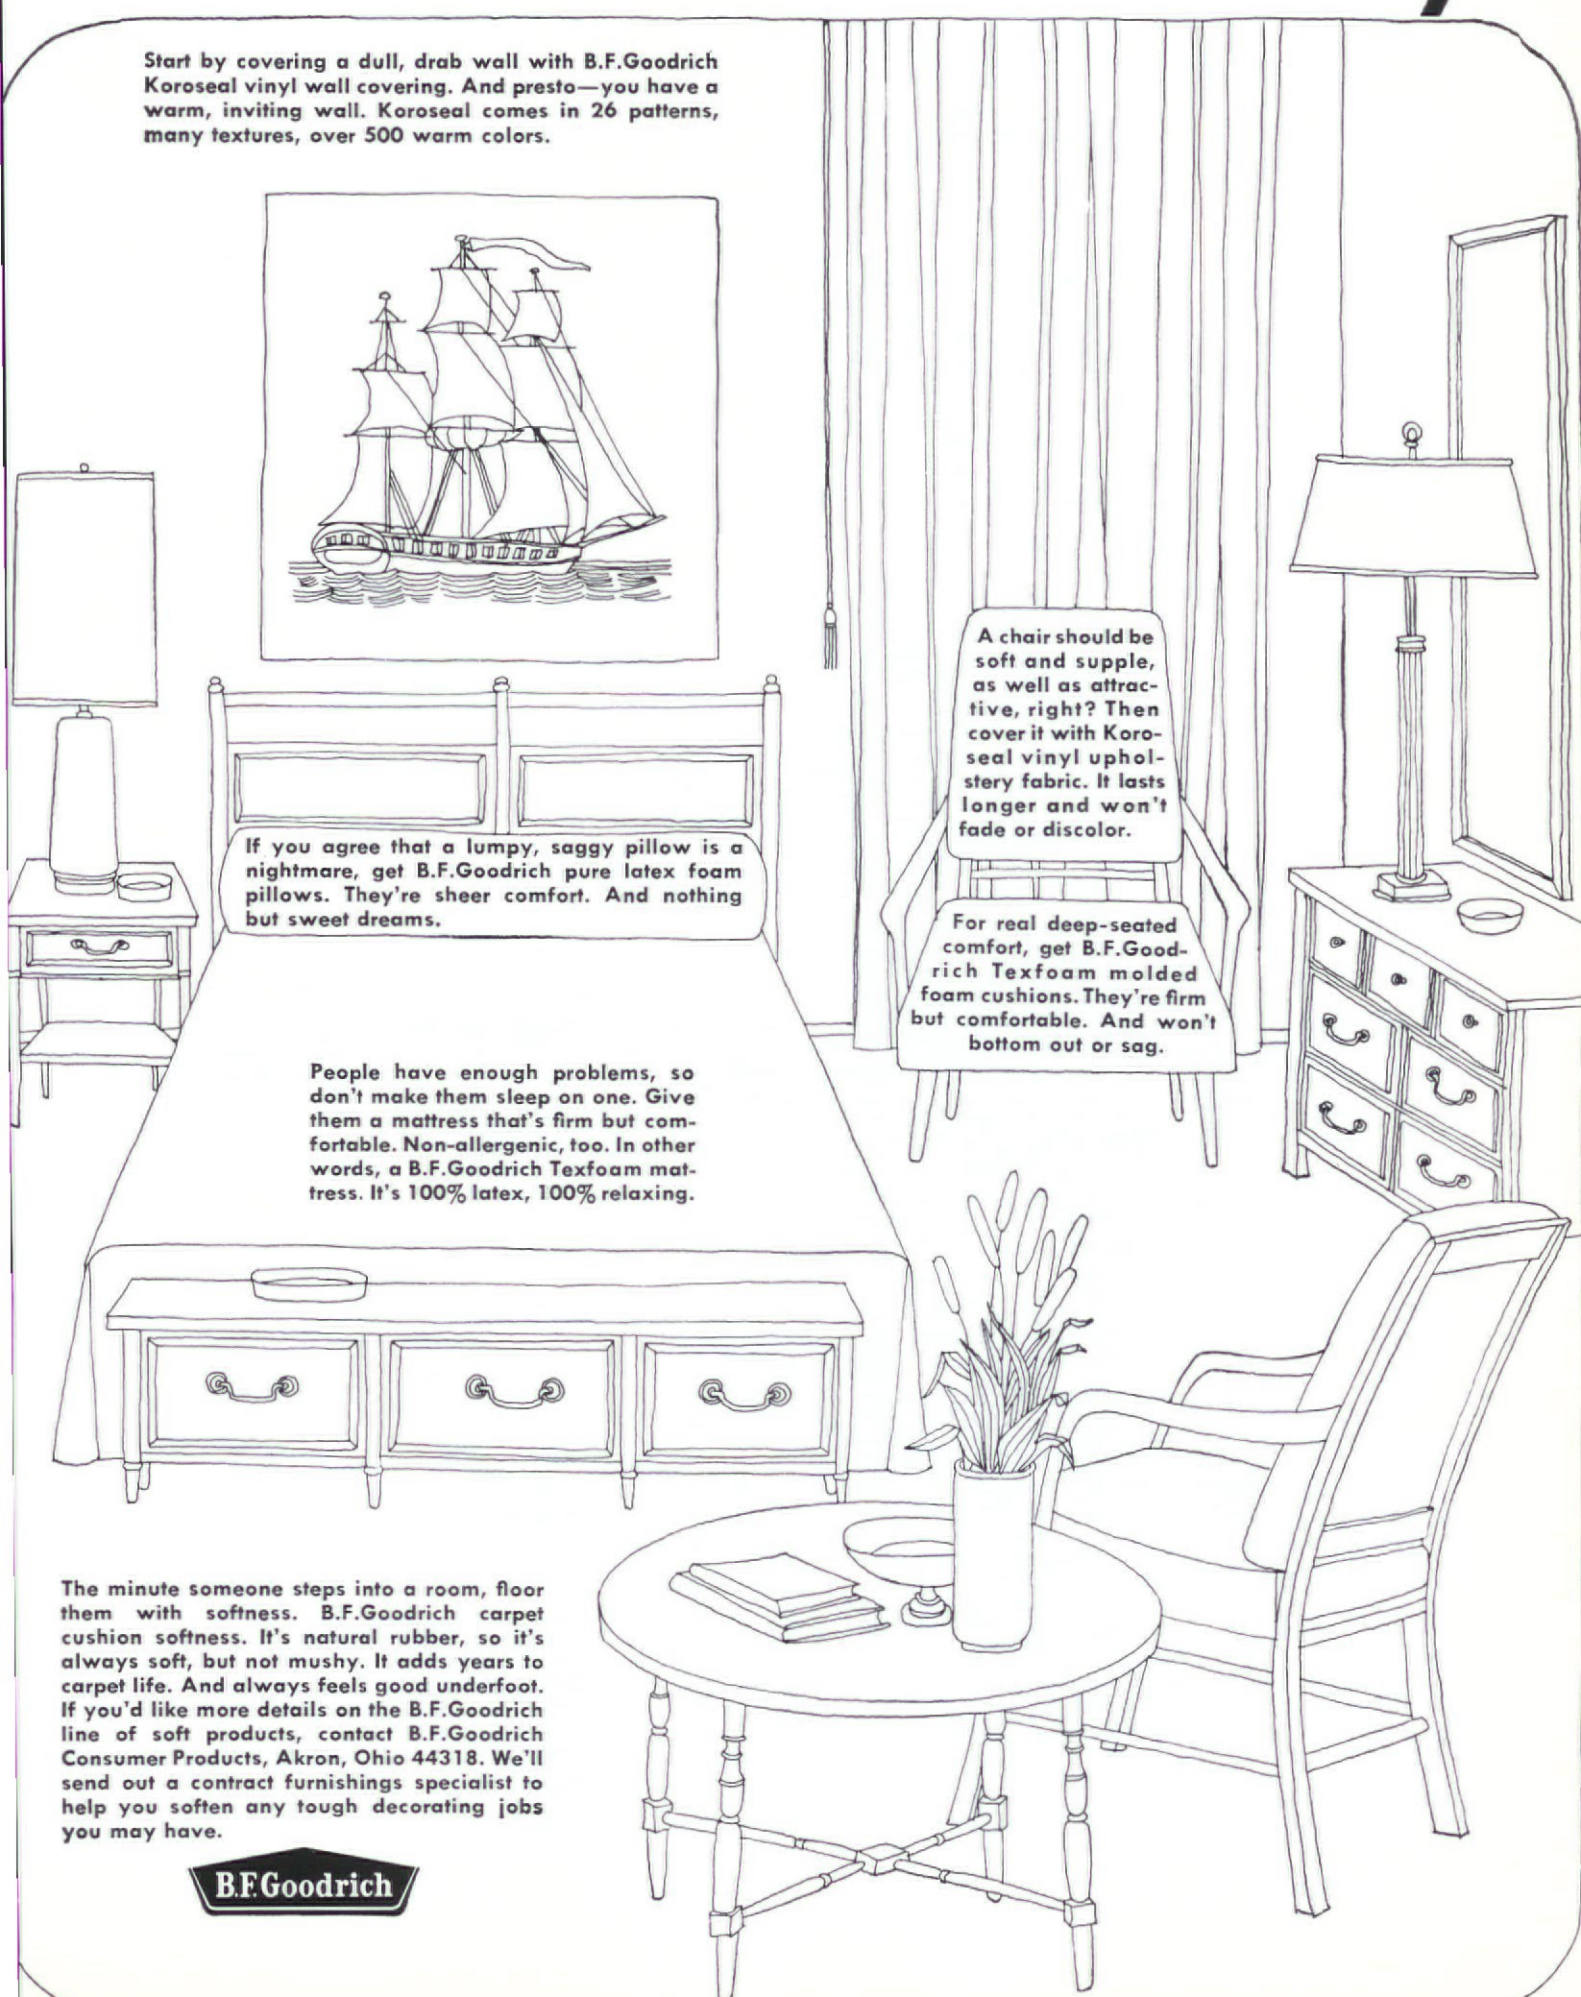 Start by covering a dull, drab wall with B.F.Goodrich
Koroseal vinyl wall covering. And presto—you have a
warm, inviting wall. Koroseal comes in 26 patterns,
many textures, over 500 warm colors.
A chair should be
soft and supple,
as well as attrac-
tive, right? Then
cover it with Koro-
seal vinyl uphol-
stery fabric. It lasts
longer and won't
fade or discolor.
If you agree that a lumpy, saggy pillow is a
nightmare, get B.F.Goodrich pure latex foam
pillows. They're sheer comfort. And nothing
but sweet dreams.
For real deep-seated
comfort, get B.F.Good-
rich Texfoam molded
foam cushions. They're firm
but comfortable. And won't
bottom out or sag.
People have enough problems, so
don't make them sleep on one. Give
them a mattress that's firm but com-
fortable. Non-allergenic, too. In other
words, a B.F.Goodrich Texfoam mat-
tress. It's 100% latex, 100% relaxing.
The minute someone steps into a room, floor
them with softness. B.F.Goodrich carpet
cushion softness. It's natural rubber, so it's
always soft, but not mushy. It adds years to
carpet life. And always feels good underfoot.
If you'd like more details on the B.F.Goodrich
line of soft products, contact B.F.Goodrich
Consumer Products, Akron, Ohio 44318. We'll
send out a contract furnishings specialist to
help you soften any tough decorating jobs
you may have.
B.F.Goodrich